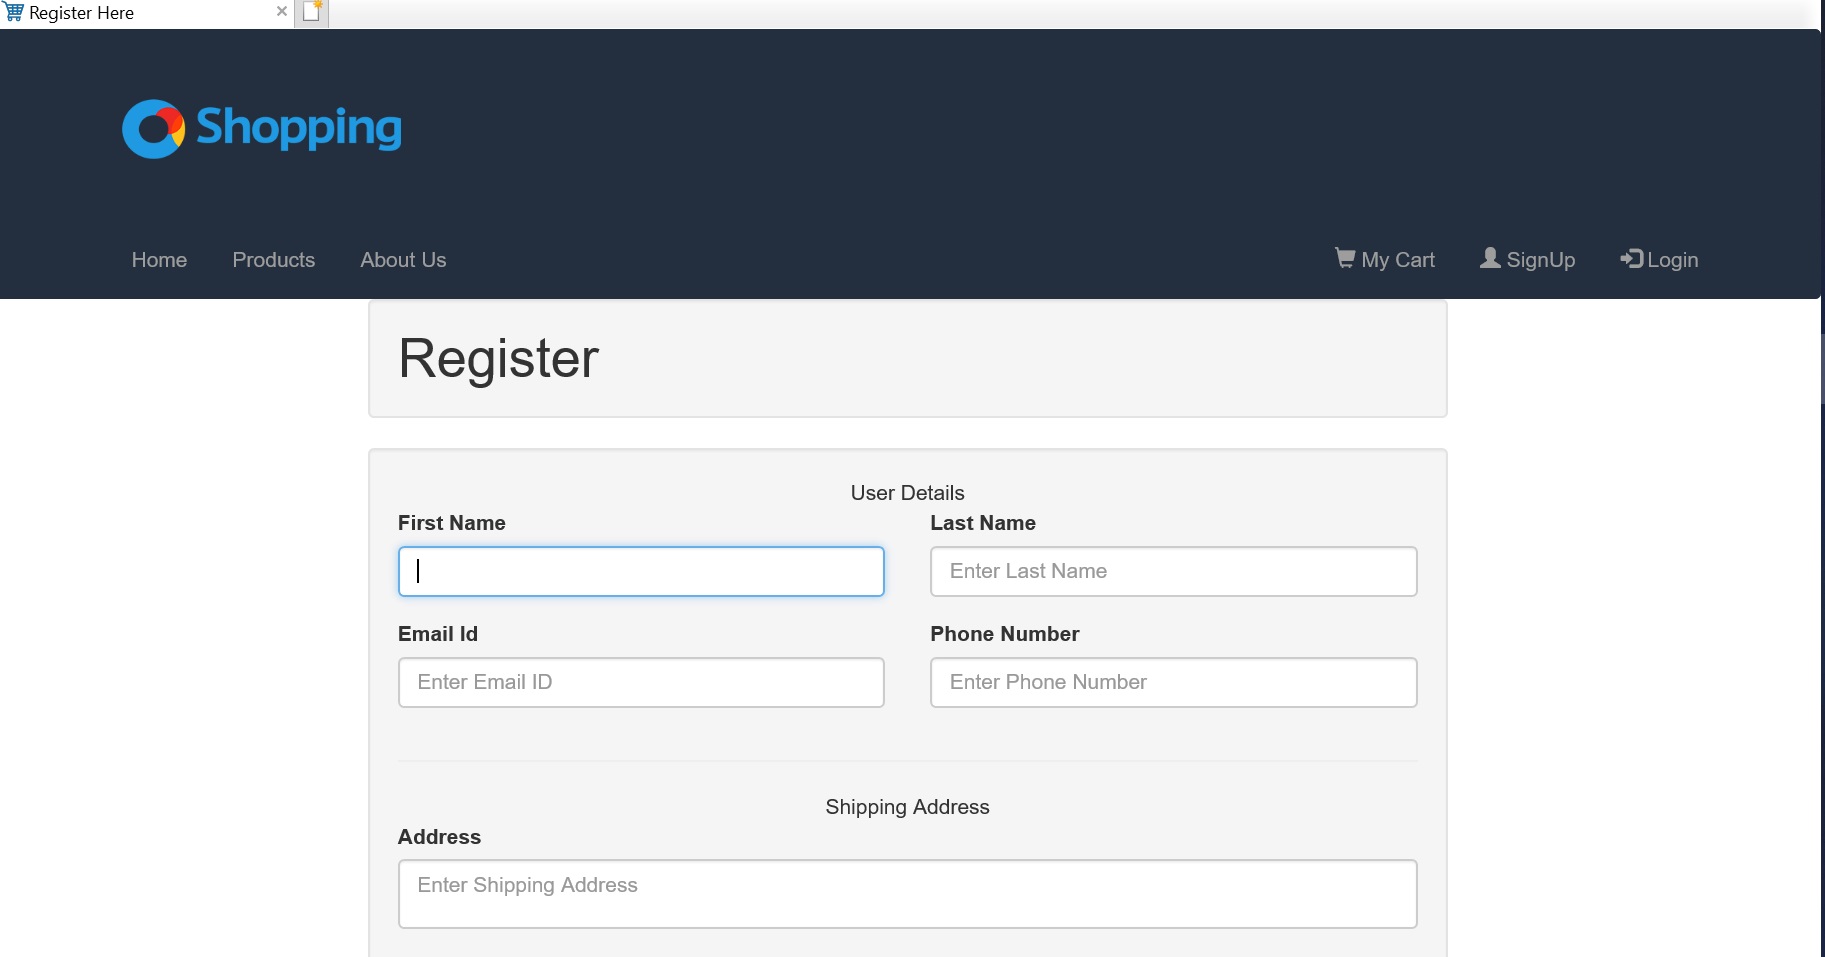 Register Here
Shopping
Home Products About Us My Cart SignUp Login
Register
User Details
First Name Last Name
Enter Last Name
Email Id Phone Number
Enter Email ID Enter Phone Number
Shipping Address
Address
Enter Shipping Address